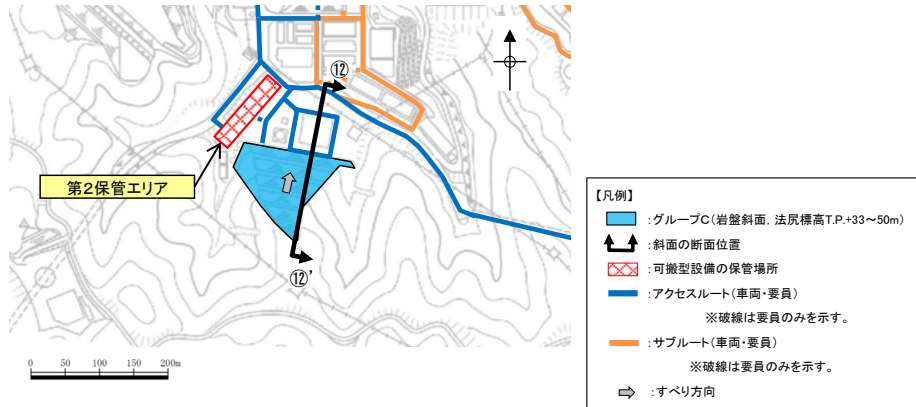 ⑫
第2保管エリア
⑫'
0 50 100 150 200m
【凡例】
:グループC(岩盤斜面, 法尻標高T.P.+33～50m)
:斜面の断面位置
:可搬型設備の保管場所
:アクセスルート(車両・要員)
※破線は要員のみを示す。
:サブルート(車両・要員)
※破線は要員のみを示す。
:すべり方向